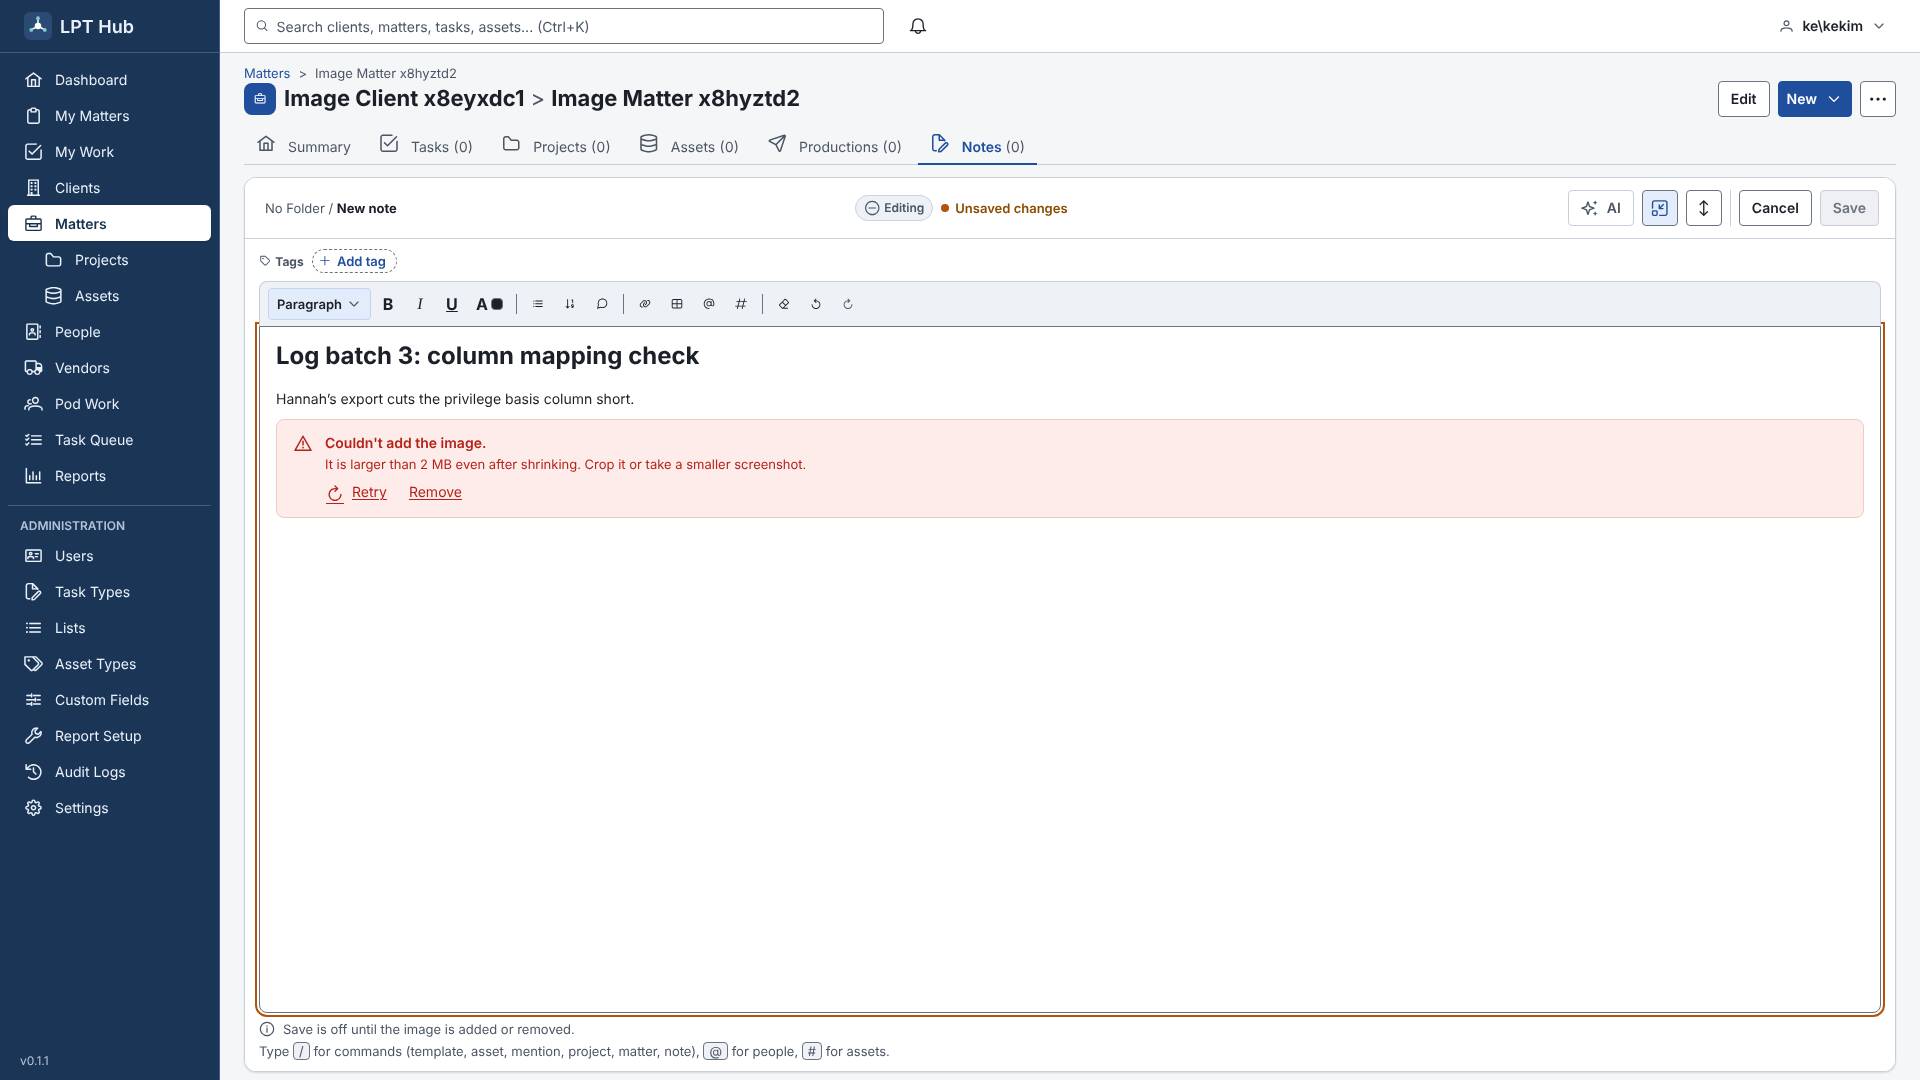 LPT Hub
Search clients, matters, tasks, assets... (Ctrl+K)
ke\kekim
Dashboard
My Matters
My Work
Clients
Matters
Projects
Assets
People
Vendors
Pod Work
Task Queue
Reports
ADMINISTRATION
Users
Task Types
Lists
Asset Types
Custom Fields
Report Setup
Audit Logs
Settings
v0.1.1
Matters > Image Matter x8hyztd2
Image Client x8eyxdc1 > Image Matter x8hyztd2
Edit
New
Summary
Tasks (0)
Projects (0)
Assets (0)
Productions (0)
Notes (0)
No Folder / New note
Editing
Unsaved changes
AI
Cancel
Save
Tags
+ Add tag
Paragraph
B I U A
@ #
Log batch 3: column mapping check
Hannah’s export cuts the privilege basis column short.
Couldn't add the image.
It is larger than 2 MB even after shrinking. Crop it or take a smaller screenshot.
Retry Remove
Save is off until the image is added or removed.
Type / for commands (template, asset, mention, project, matter, note), @ for people, # for assets.